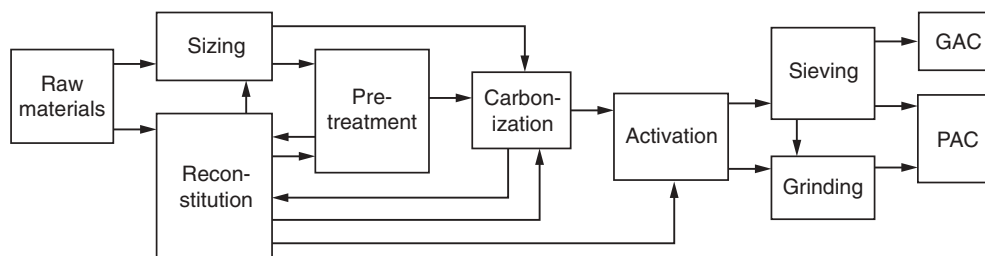 Raw
materials
Sizing
Recon-
stitution
Pre-
treatment
Carbon-
ization
Activation
Sieving
Grinding
GAC
PAC